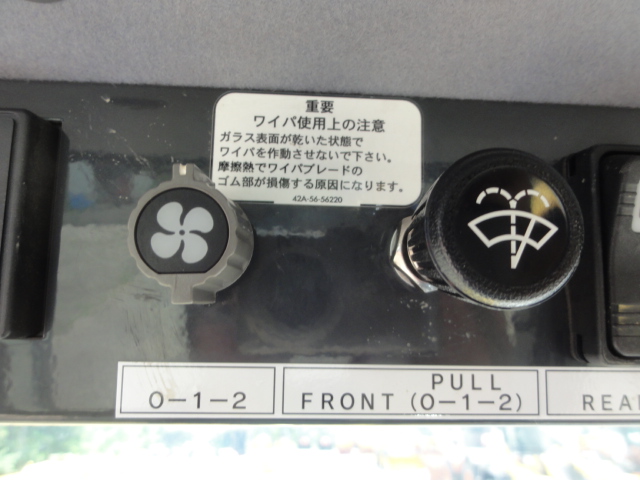 重要
ワイパ使用上の注意
ガラス表面が乾いた状態で
ワイパを作動させないで下さい。
摩擦熱でワイパブレードの
ゴム部が損傷する原因になります。
42A-56-56220
0-1-2
PULL
FRONT (0-1-2)
REA